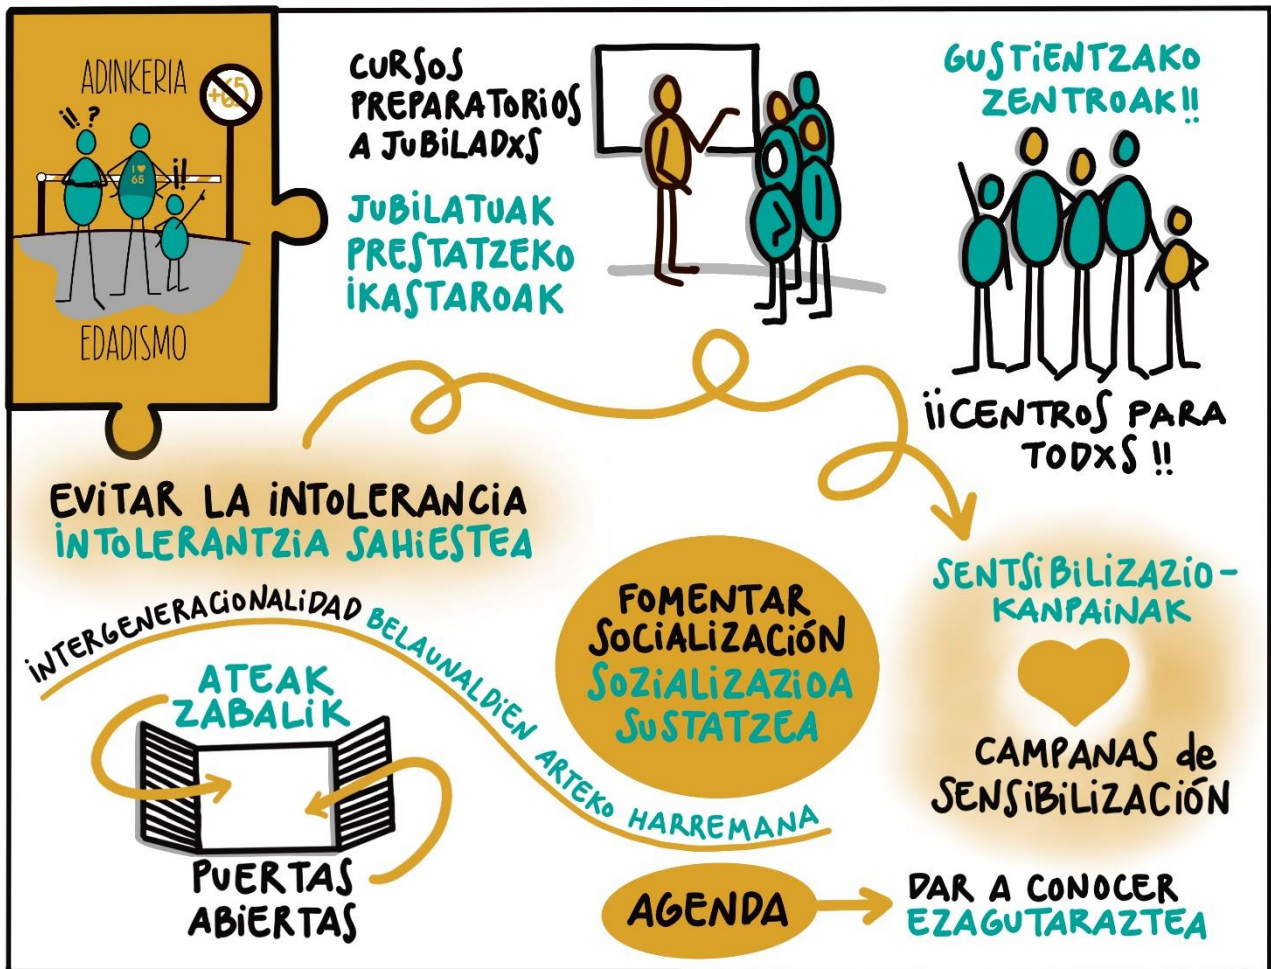 ADINKERIA
+65
!! ?
I ♥
65
¡!!
EDADISMO
CURSOS
PREPARATORIOS
A JUBILADXS
JUBILATUAK
PRESTATZEKO
IKASTAROAK
GUSTIENTZAKO
ZENTROAK!!
¡¡CENTROS PARA
TODXS!!
EVITAR LA INTOLERANCIA
INTOLERANTZIA SAHIESTEA
INTERGENERACIONALIDAD BELAUNALDIEN ARTEKO HARREMANA
ATEAK
ZABALIK
PUERTAS
ABIERTAS
FOMENTAR
SOCIALIZACIÓN
SOZIALIZAZIOA
SUSTATZEA
SENTSIBILIZAZIO-
KANPAINAK
CAMPANAS de
SENSIBILIZACIÓN
AGENDA
DAR A CONOCER
EZAGUTARAZTEA